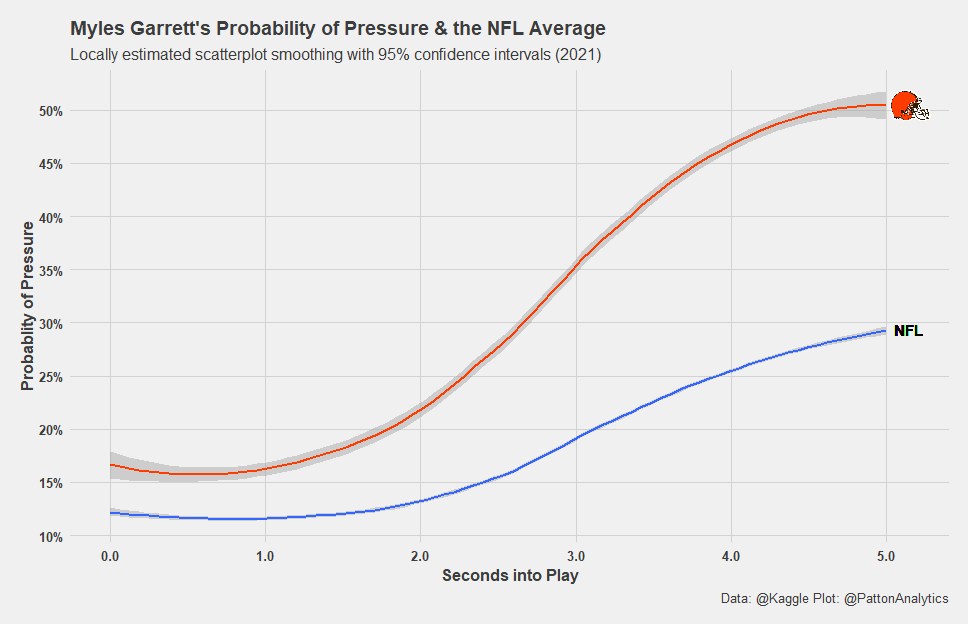 Myles Garrett's Probability of Pressure & the NFL Average
Locally estimated scatterplot smoothing with 95% confidence intervals (2021)
Probablity of Pressure
50%
45%
40%
35%
30%
25%
20%
15%
10%
NFL
0.0 1.0 2.0 3.0 4.0 5.0
Seconds into Play
Data: @Kaggle Plot: @PattonAnalytics